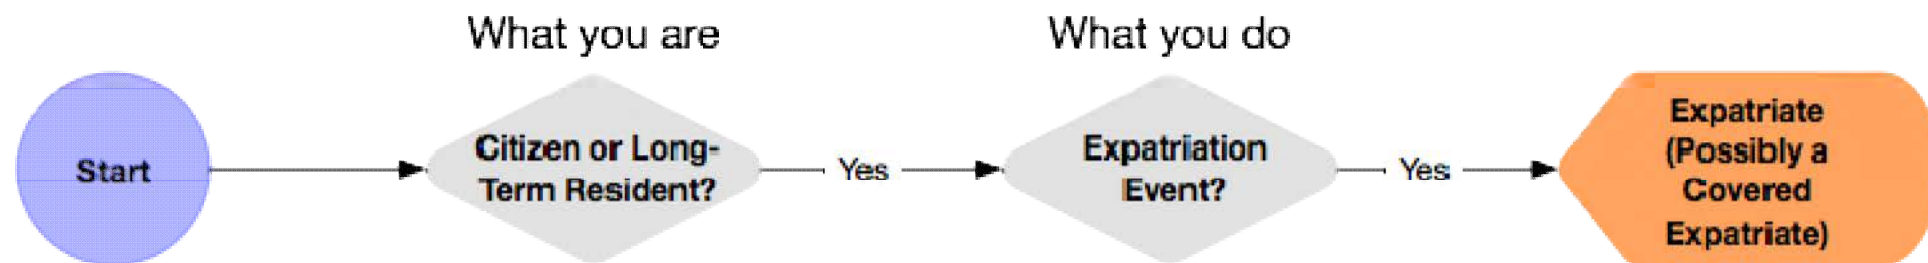 What you are
What you do
Start
Citizen or Long-
Term Resident?
Yes
Expatriation
Event?
Yes
Expatriate
(Possibly a
Covered
Expatriate)